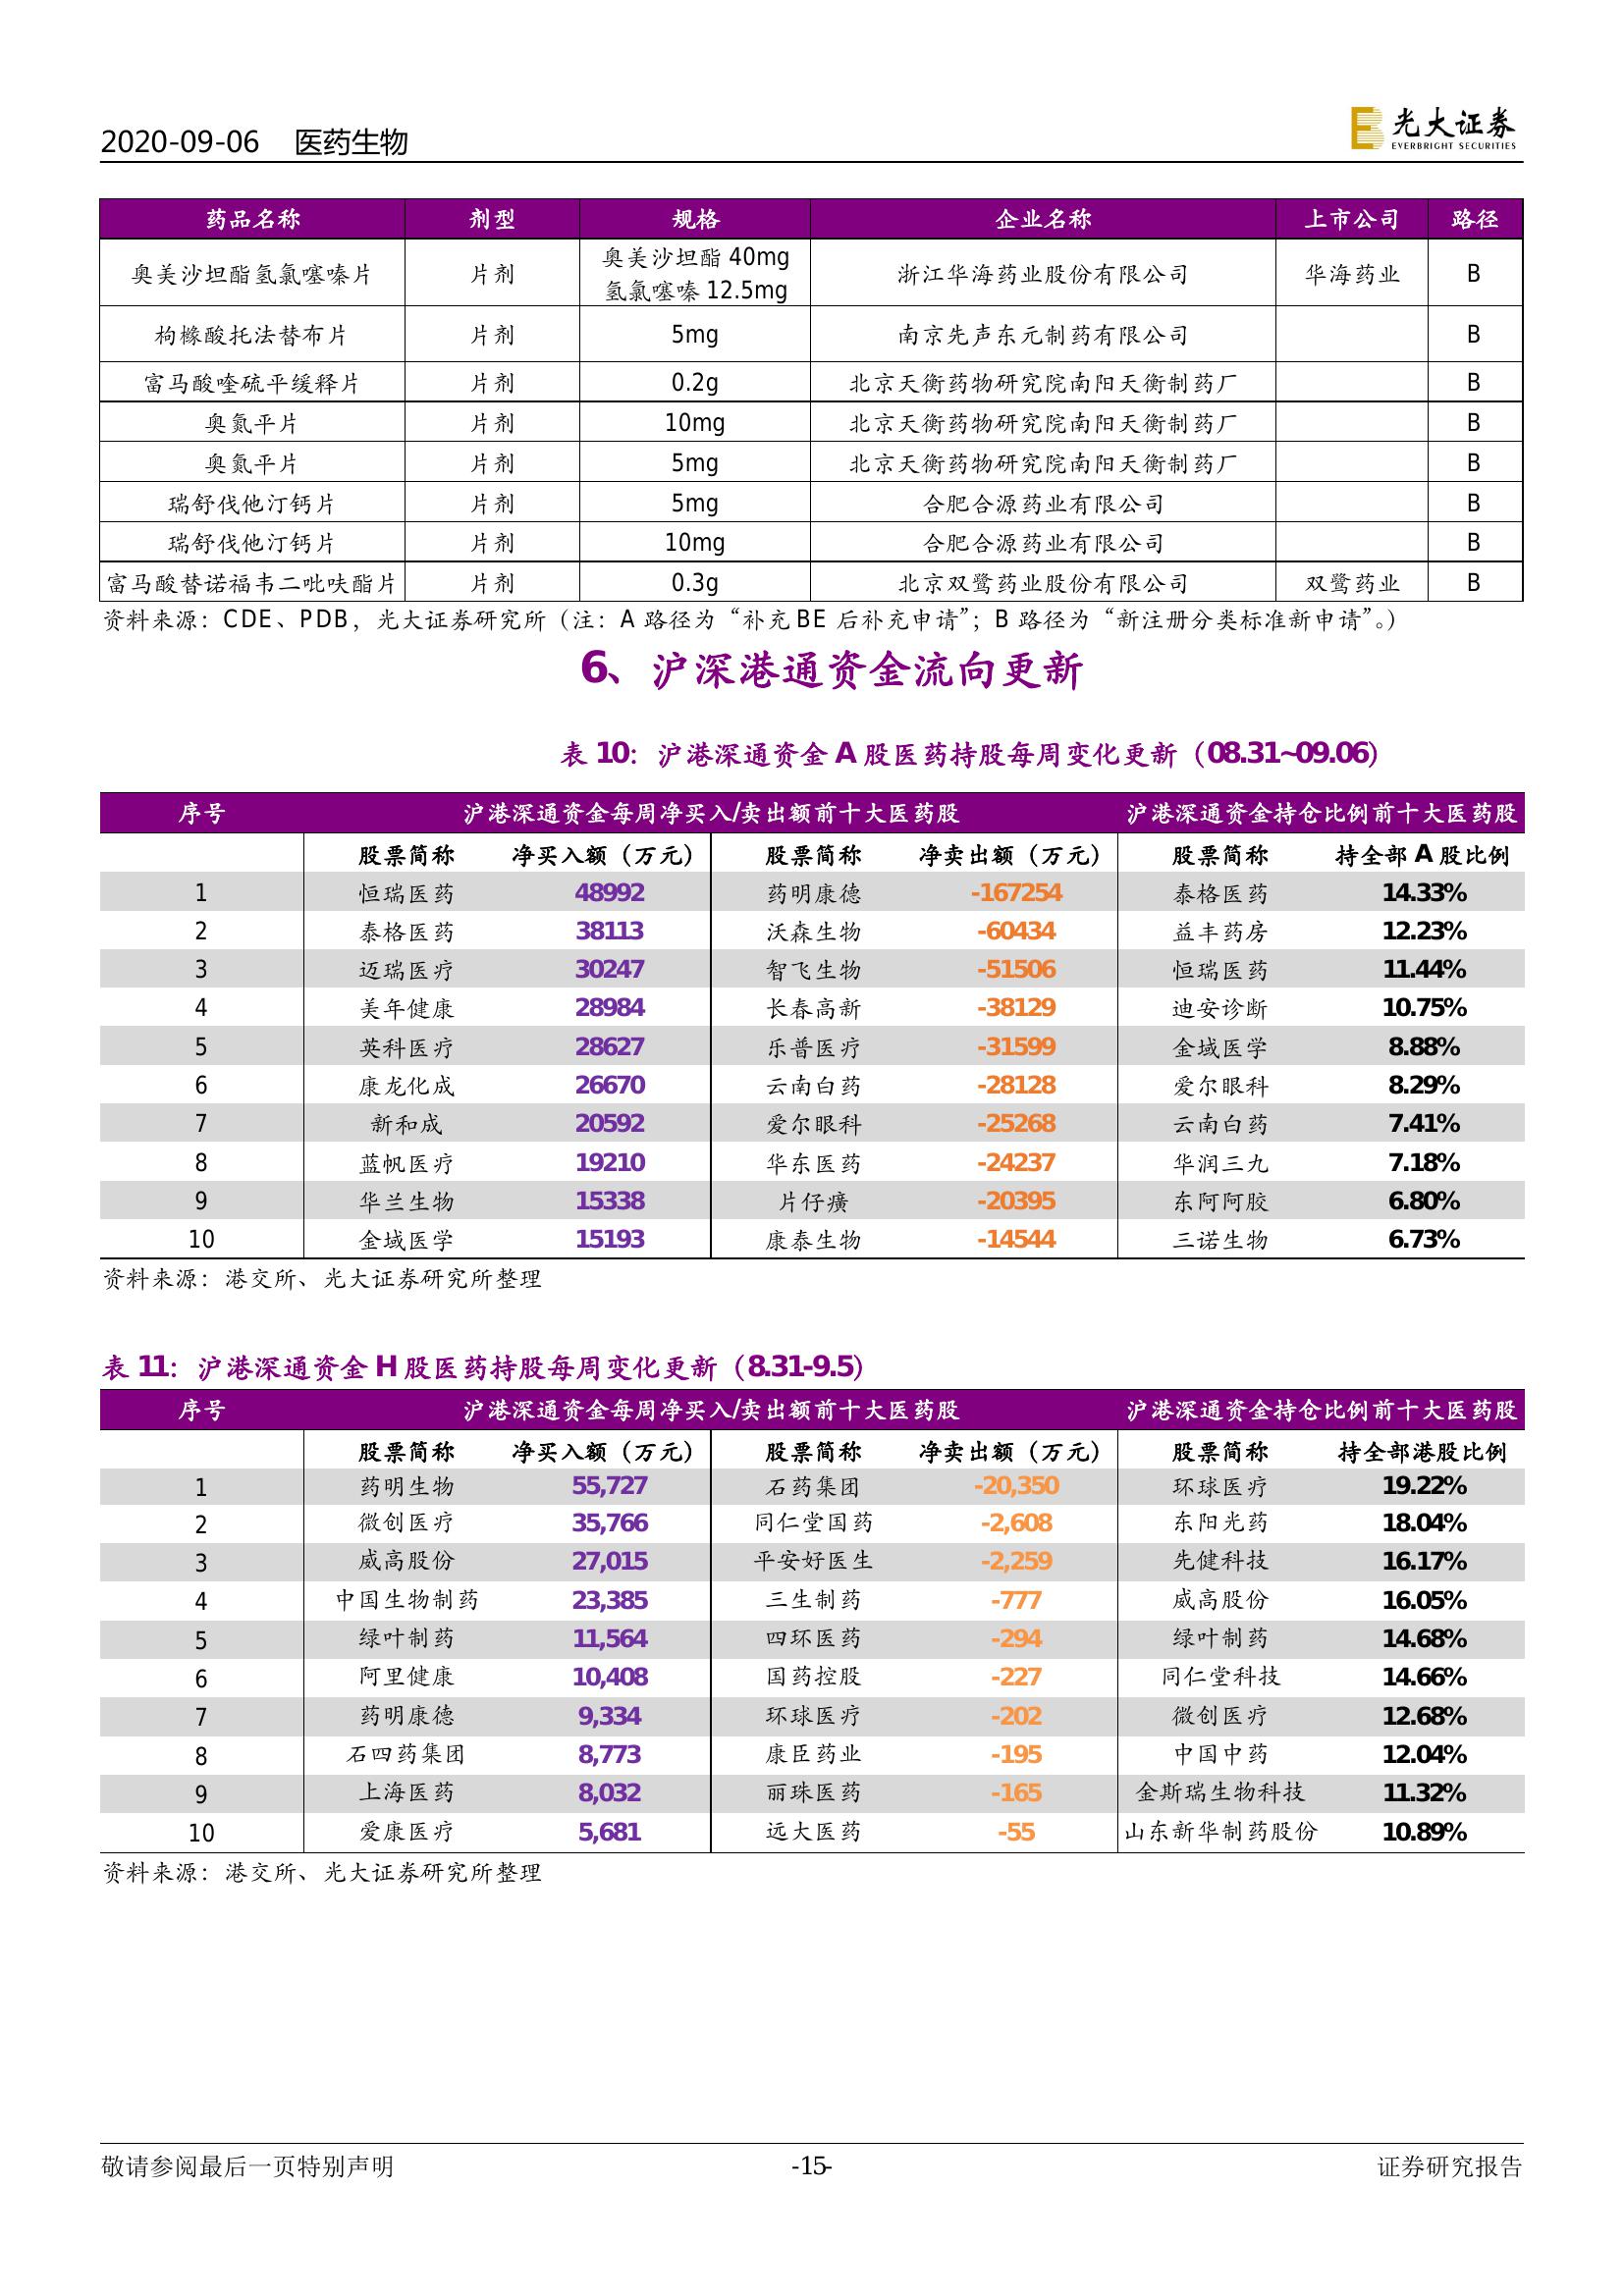 2020-09-06 医药生物
光大证券
EVERBRIGHT SECURITIES
药品名称 剂型 规格 企业名称 上市公司 路径
奥美沙坦酯氢氯噻嗪片 片剂 奥美沙坦酯 40mg 氢氯噻嗪 12.5mg 浙江华海药业股份有限公司 华海药业 B
枸橼酸托法替布片 片剂 5mg 南京先声东元制药有限公司 B
富马酸喹硫平缓释片 片剂 0.2g 北京天衡药物研究院南阳天衡制药厂 B
奥氮平片 片剂 10mg 北京天衡药物研究院南阳天衡制药厂 B
奥氮平片 片剂 5mg 北京天衡药物研究院南阳天衡制药厂 B
瑞舒伐他汀钙片 片剂 5mg 合肥合源药业有限公司 B
瑞舒伐他汀钙片 片剂 10mg 合肥合源药业有限公司 B
富马酸替诺福韦二吡呋酯片 片剂 0.3g 北京双鹭药业股份有限公司 双鹭药业 B
资料来源：CDE、PDB，光大证券研究所（注：A 路径为“补充 BE 后补充申请”；B 路径为“新注册分类标准新申请”。）
6、沪深港通资金流向更新
表 10：沪港深通资金 A 股医药持股每周变化更新（08.31~09.06）
序号 沪港深通资金每周净买入/卖出额前十大医药股 沪港深通资金持仓比例前十大医药股
股票简称 净买入额（万元） 股票简称 净卖出额（万元） 股票简称 持全部 A 股比例
1 恒瑞医药 48992 药明康德 -167254 泰格医药 14.33%
2 泰格医药 38113 沃森生物 -60434 益丰药房 12.23%
3 迈瑞医疗 30247 智飞生物 -51506 恒瑞医药 11.44%
4 美年健康 28984 长春高新 -38129 迪安诊断 10.75%
5 英科医疗 28627 乐普医疗 -31599 金域医学 8.88%
6 康龙化成 26670 云南白药 -28128 爱尔眼科 8.29%
7 新和成 20592 爱尔眼科 -25268 云南白药 7.41%
8 蓝帆医疗 19210 华东医药 -24237 华润三九 7.18%
9 华兰生物 15338 片仔癀 -20395 东阿阿胶 6.80%
10 金域医学 15193 康泰生物 -14544 三诺生物 6.73%
资料来源：港交所、光大证券研究所整理
表 11：沪港深通资金 H 股医药持股每周变化更新（8.31-9.5）
序号 沪港深通资金每周净买入/卖出额前十大医药股 沪港深通资金持仓比例前十大医药股
股票简称 净买入额（万元） 股票简称 净卖出额（万元） 股票简称 持全部港股比例
1 药明生物 55,727 石药集团 -20,350 环球医疗 19.22%
2 微创医疗 35,766 同仁堂国药 -2,608 东阳光药 18.04%
3 威高股份 27,015 平安好医生 -2,259 先健科技 16.17%
4 中国生物制药 23,385 三生制药 -777 威高股份 16.05%
5 绿叶制药 11,564 四环医药 -294 绿叶制药 14.68%
6 阿里健康 10,408 国药控股 -227 同仁堂科技 14.66%
7 药明康德 9,334 环球医疗 -202 微创医疗 12.68%
8 石四药集团 8,773 康臣药业 -195 中国中药 12.04%
9 上海医药 8,032 丽珠医药 -165 金斯瑞生物科技 11.32%
10 爱康医疗 5,681 远大医药 -55 山东新华制药股份 10.89%
资料来源：港交所、光大证券研究所整理
敬请参阅最后一页特别声明 -15- 证券研究报告